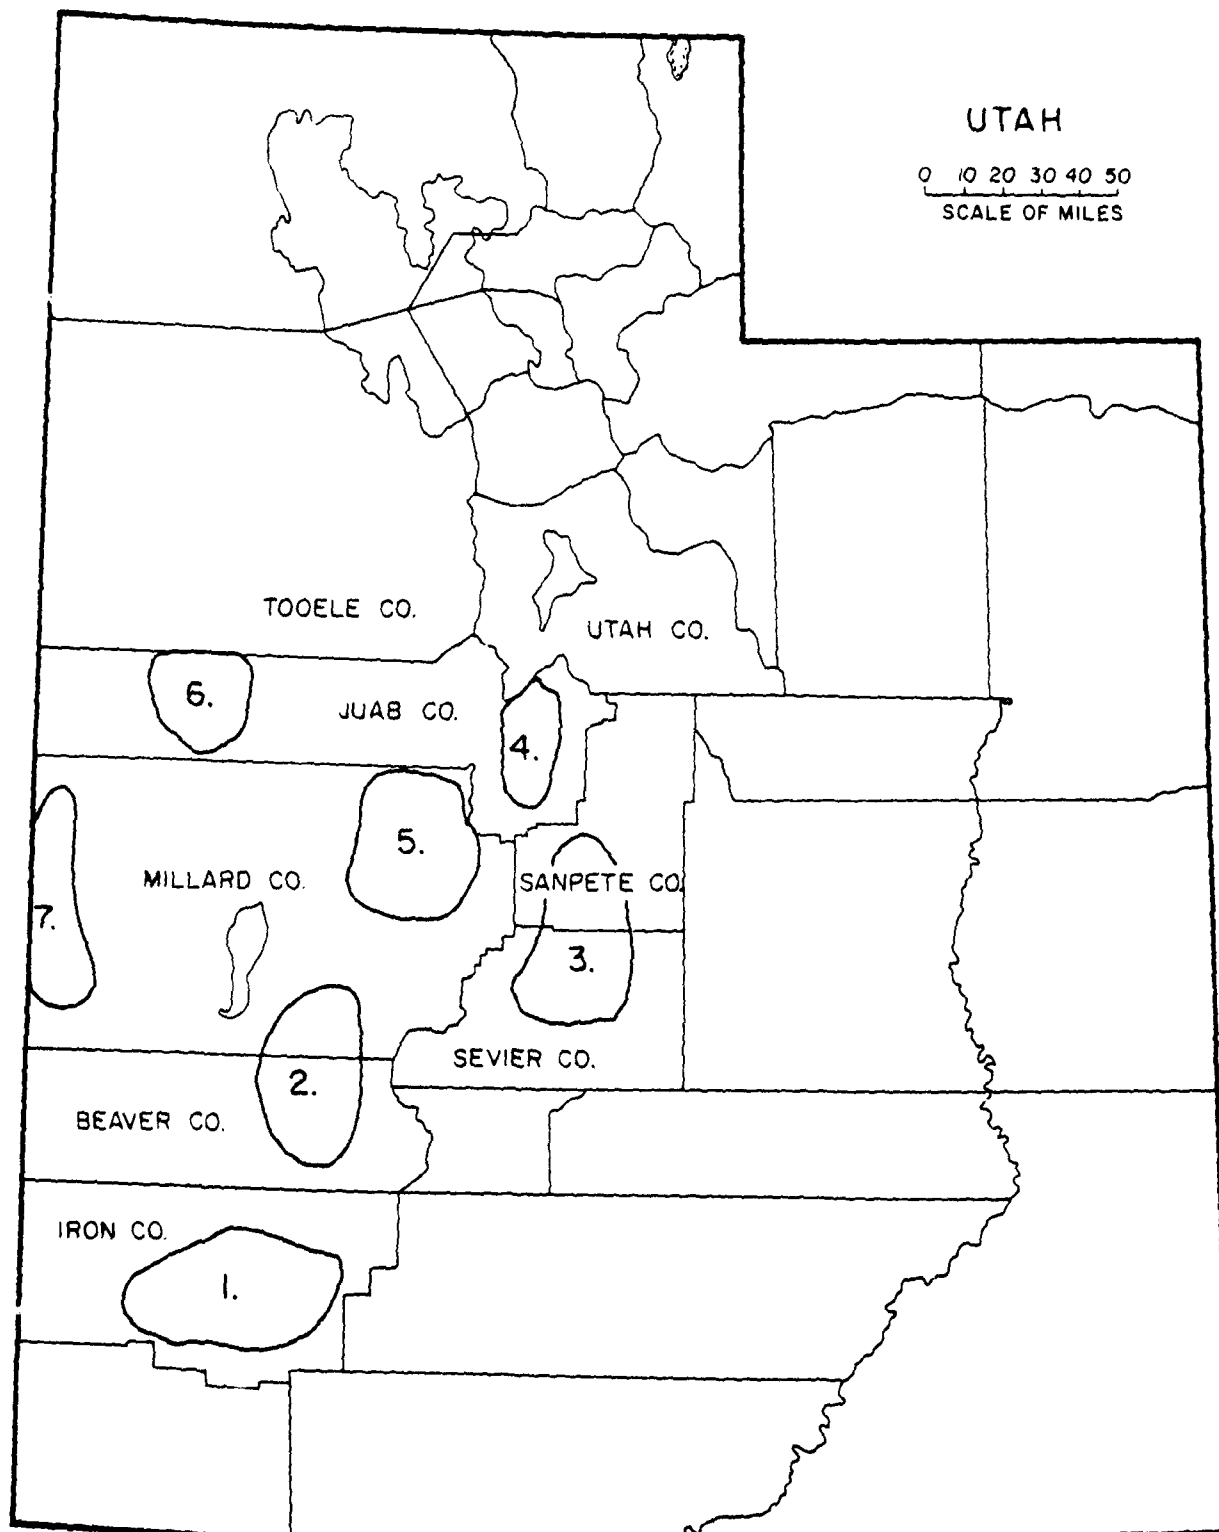 UTAH
0 10 20 30 40 50
SCALE OF MILES
TOOELE CO.
UTAH CO.
6.
JUAB CO.
4.
5.
MILLARD CO.
SANPETE CO.
7.
3.
SEVIER CO.
2.
BEAVER CO.
IRON CO.
1.